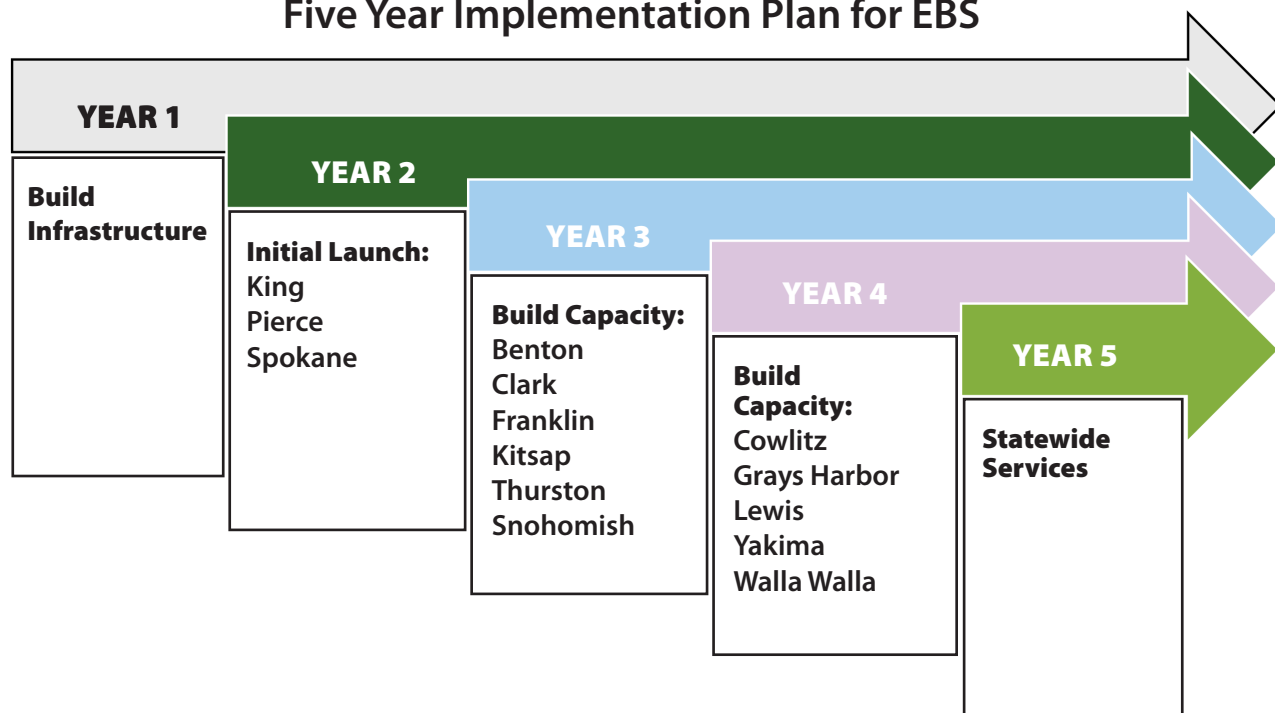 Five Year Implementation Plan for EBS
YEAR 1
Build
Infrastructure
YEAR 2
Initial Launch:
King
Pierce
Spokane
YEAR 3
Build Capacity:
Benton
Clark
Franklin
Kitsap
Thurston
Snohomish
YEAR 4
Build
Capacity:
Cowlitz
Grays Harbor
Lewis
Yakima
Walla Walla
YEAR 5
Statewide
Services